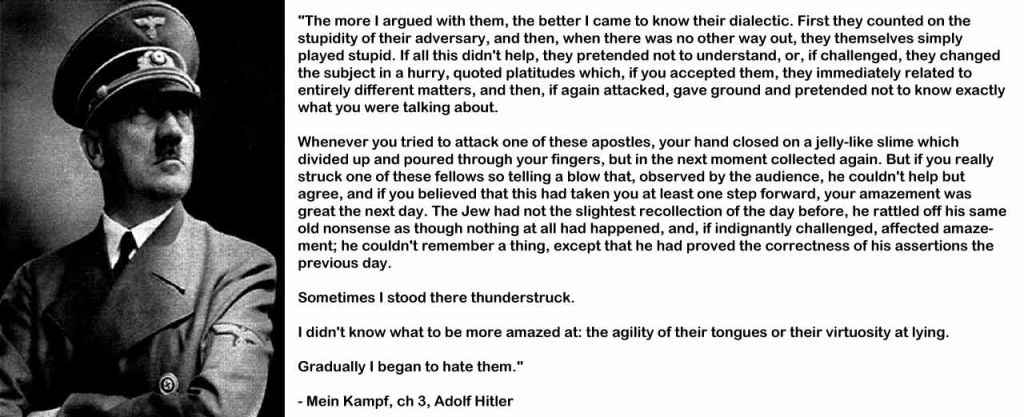 "The more I argued with them, the better I came to know their dialectic. First they counted on the
stupidity of their adversary, and then, when there was no other way out, they themselves simply
played stupid. If all this didn't help, they pretended not to understand, or, if challenged, they changed
the subject in a hurry, quoted platitudes which, if you accepted them, they immediately related to
entirely different matters, and then, if again attacked, gave ground and pretended not to know exactly
what you were talking about.
Whenever you tried to attack one of these apostles, your hand closed on a jelly-like slime which
divided up and poured through your fingers, but in the next moment collected again. But if you really
struck one of these fellows so telling a blow that, observed by the audience, he couldn't help but
agree, and if you believed that this had taken you at least one step forward, your amazement was
great the next day. The Jew had not the slightest recollection of the day before, he rattled off his same
old nonsense as though nothing at all had happened, and, if indignantly challenged, affected amaze-
ment; he couldn't remember a thing, except that he had proved the correctness of his assertions the
previous day.
Sometimes I stood there thunderstruck.
I didn't know what to be more amazed at: the agility of their tongues or their virtuosity at lying.
Gradually I began to hate them."
- Mein Kampf, ch 3, Adolf Hitler